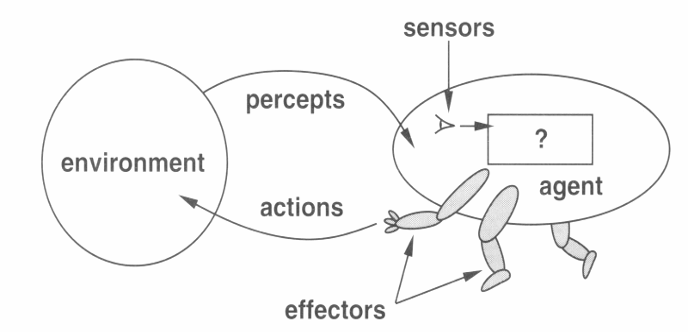 sensors
percepts
environment
?
agent
actions
effectors